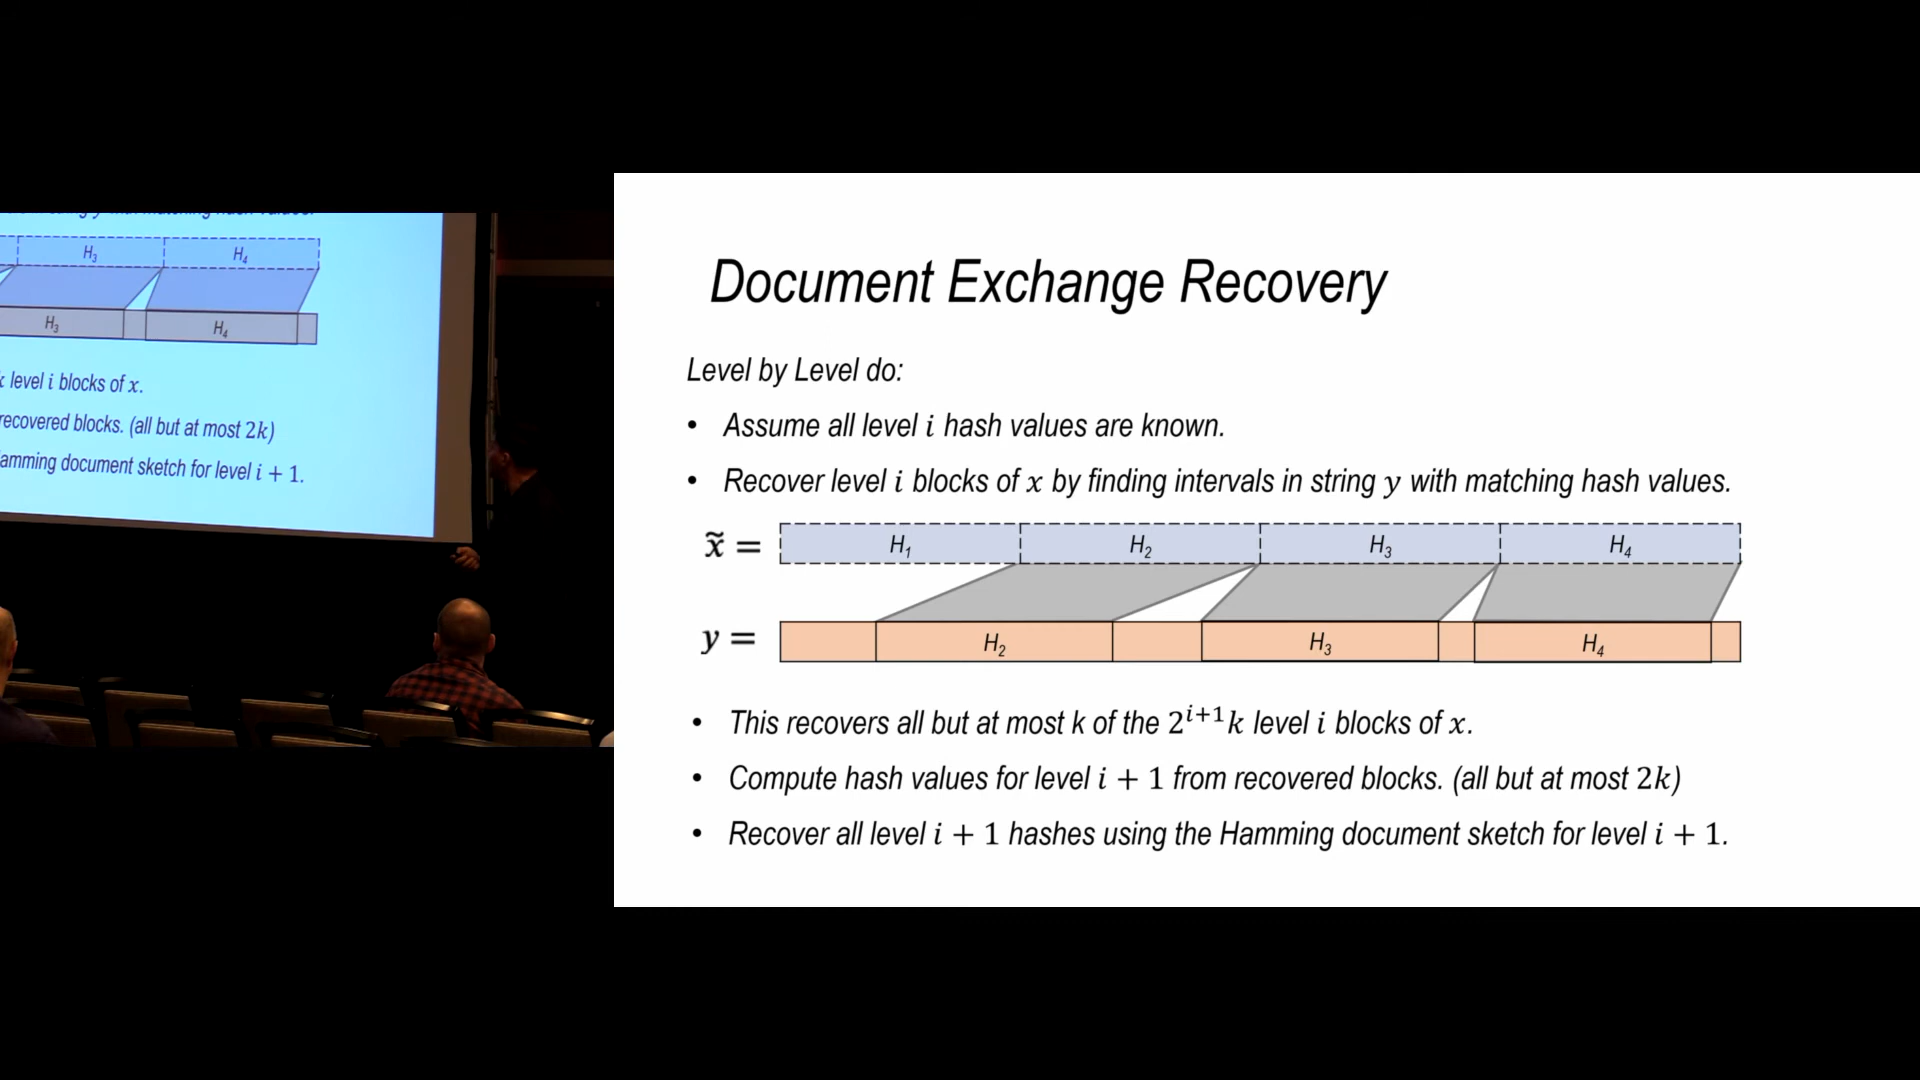 H₃ H₄
H₃ H₄
level i blocks of x.
recovered blocks. (all but at most 2k)
amming document sketch for level i + 1.
Document Exchange Recovery
Level by Level do:
• Assume all level i hash values are known.
• Recover level i blocks of x by finding intervals in string y with matching hash values.
x̃ = H₁ H₂ H₃ H₄
y = H₂ H₃ H₄
• This recovers all but at most k of the 2^{i+1}k level i blocks of x.
• Compute hash values for level i + 1 from recovered blocks. (all but at most 2k)
• Recover all level i + 1 hashes using the Hamming document sketch for level i + 1.